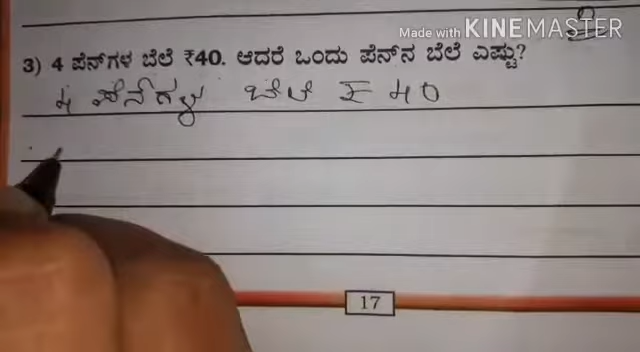 Made with KINEMASTER
3) 4 ಪೆನ್‌ಗಳ ಬೆಲೆ ₹40. ಆದರೆ ಒಂದು ಪೆನ್‌ನ ಬೆಲೆ ಎಷ್ಟು?
4 ಪೆನ್‌ಗಳ ಬೆಲೆ ₹ 40
17